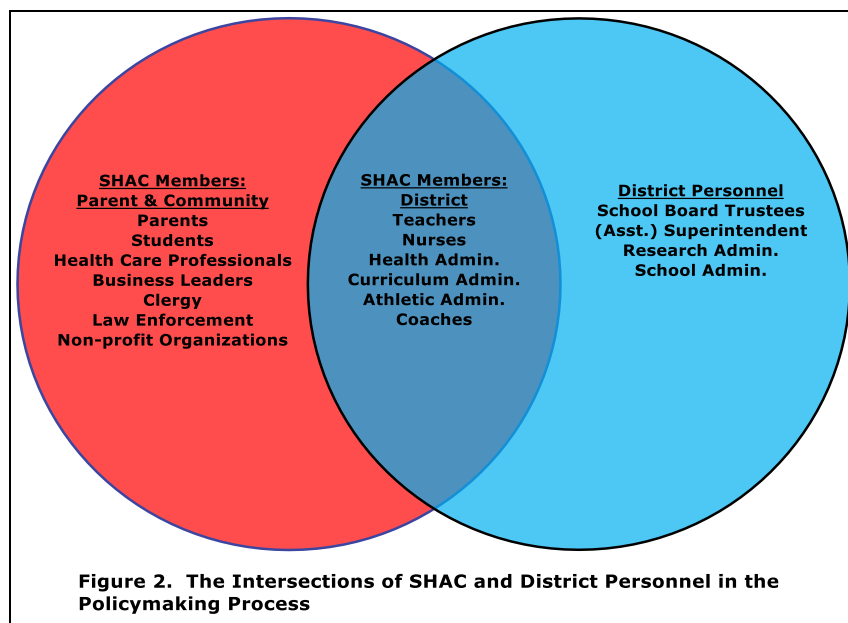 SHAC Members:
Parent & Community
Parents
Students
Health Care Professionals
Business Leaders
Clergy
Law Enforcement
Non-profit Organizations
SHAC Members:
District
Teachers
Nurses
Health Admin.
Curriculum Admin.
Athletic Admin.
Coaches
District Personnel
School Board Trustees
(Asst.) Superintendent
Research Admin.
School Admin.
Figure 2. The Intersections of SHAC and District Personnel in the
Policymaking Process